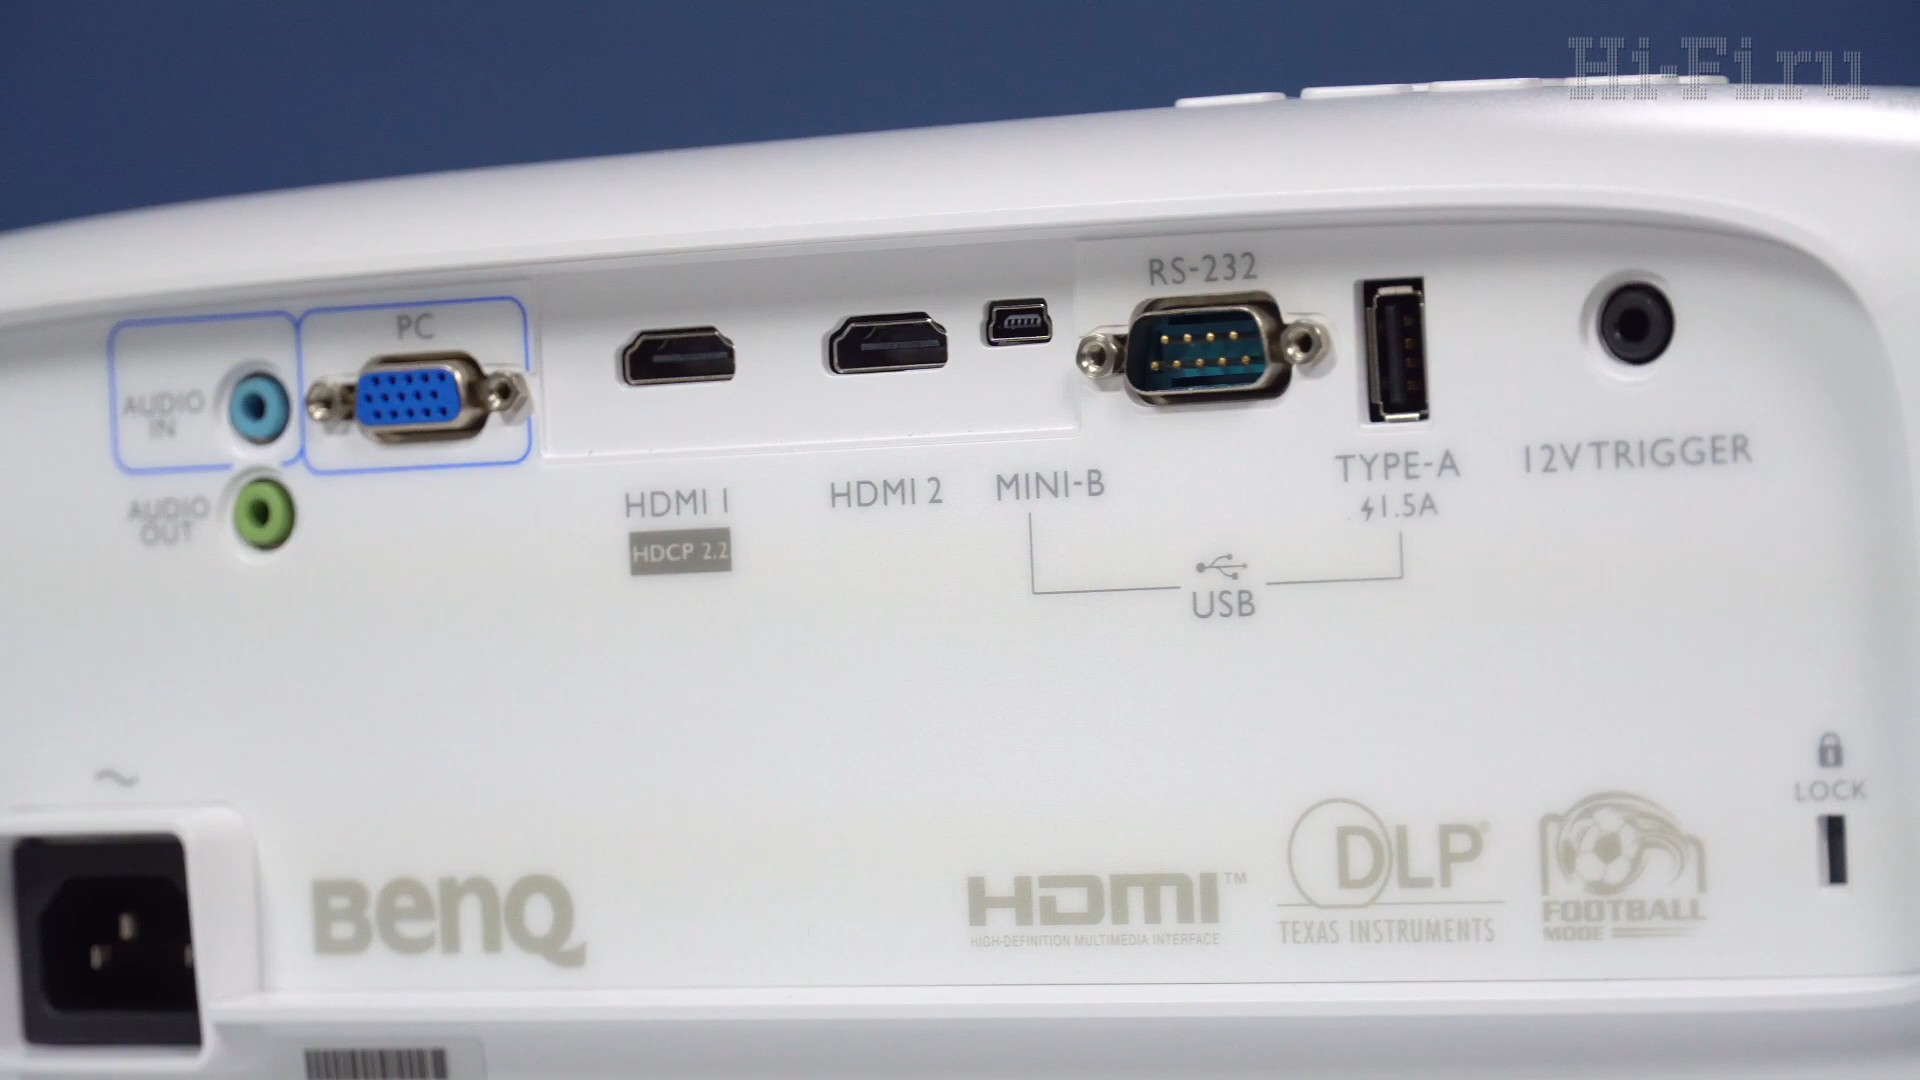 Hi-Fi.ru
RS-232
PC
AUDIO
IN
AUDIO
OUT
HDMI 1
HDCP 2.2
HDMI 2
MINI-B
TYPE-A
1.5A
12V TRIGGER
USB
LOCK
BenQ
HDMI™
HIGH-DEFINITION MULTIMEDIA INTERFACE
DLP®
TEXAS INSTRUMENTS
FOOTBALL
MODE